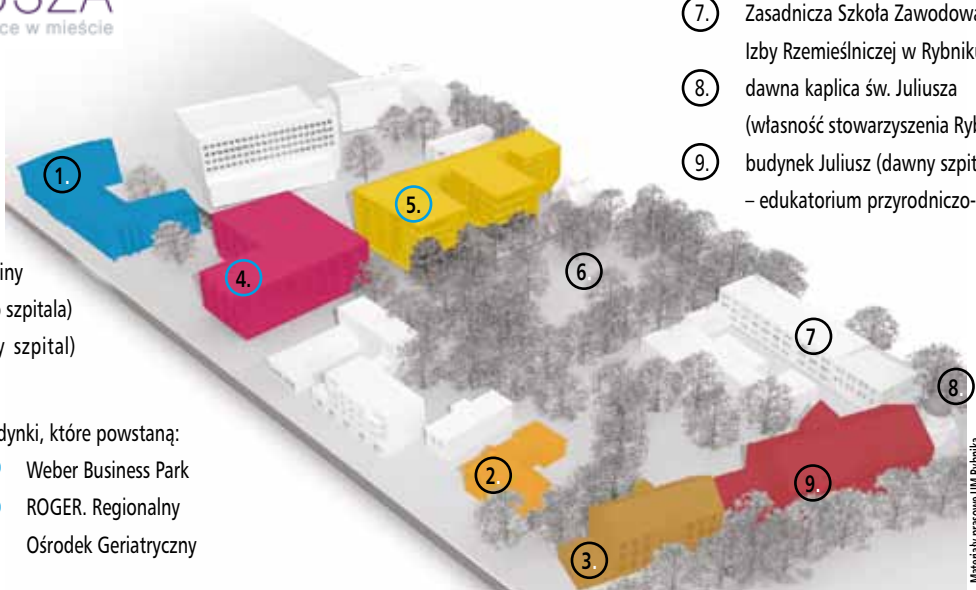 ce w mieście
7. Zasadnicza Szkoła Zawodowa
Izby Rzemieślniczej w Rybniku
8. dawna kaplica św. Juliusza
(własność stowarzyszenia
9. budynek Juliusz (dawny
– edukatorium przyrodniczo-
1.
5.
4.
6.
7
8.
2.
9.
3.
szpitala)
szpital)
które powstaną:
Weber Business Park
ROGER. Regionalny
Ośrodek Geriatryczny
Materiały prasowe UM Rybnika